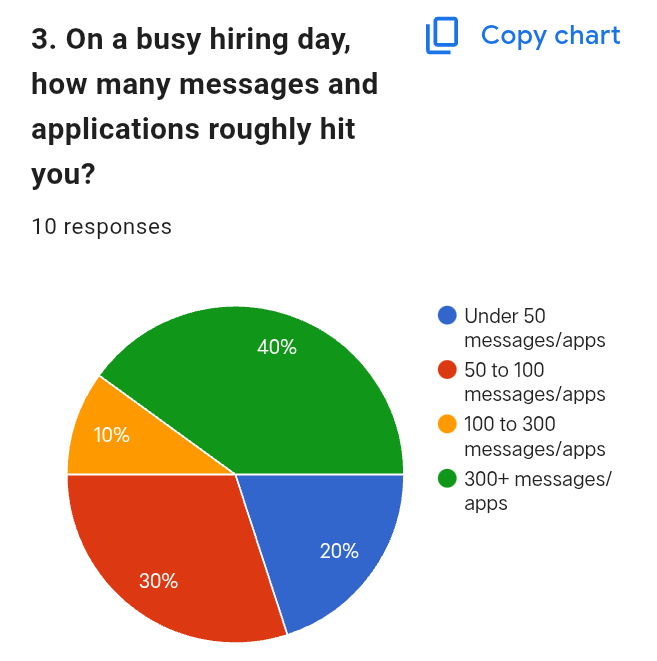 3. On a busy hiring day,
how many messages and
applications roughly hit
you?
Copy chart
10 responses
40%
10%
30%
20%
Under 50
messages/apps
50 to 100
messages/apps
100 to 300
messages/apps
300+ messages/
apps